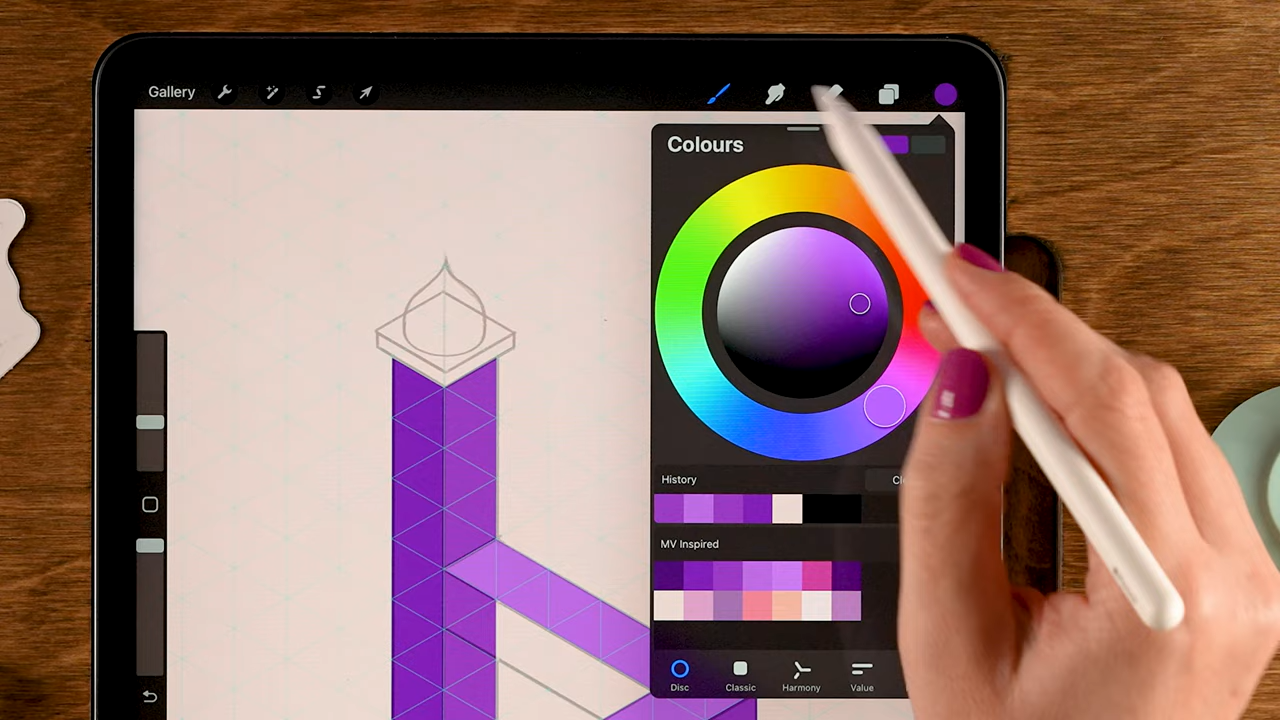 Gallery
Colours
History
MV Inspired
Disc
Classic
Harmony
Value